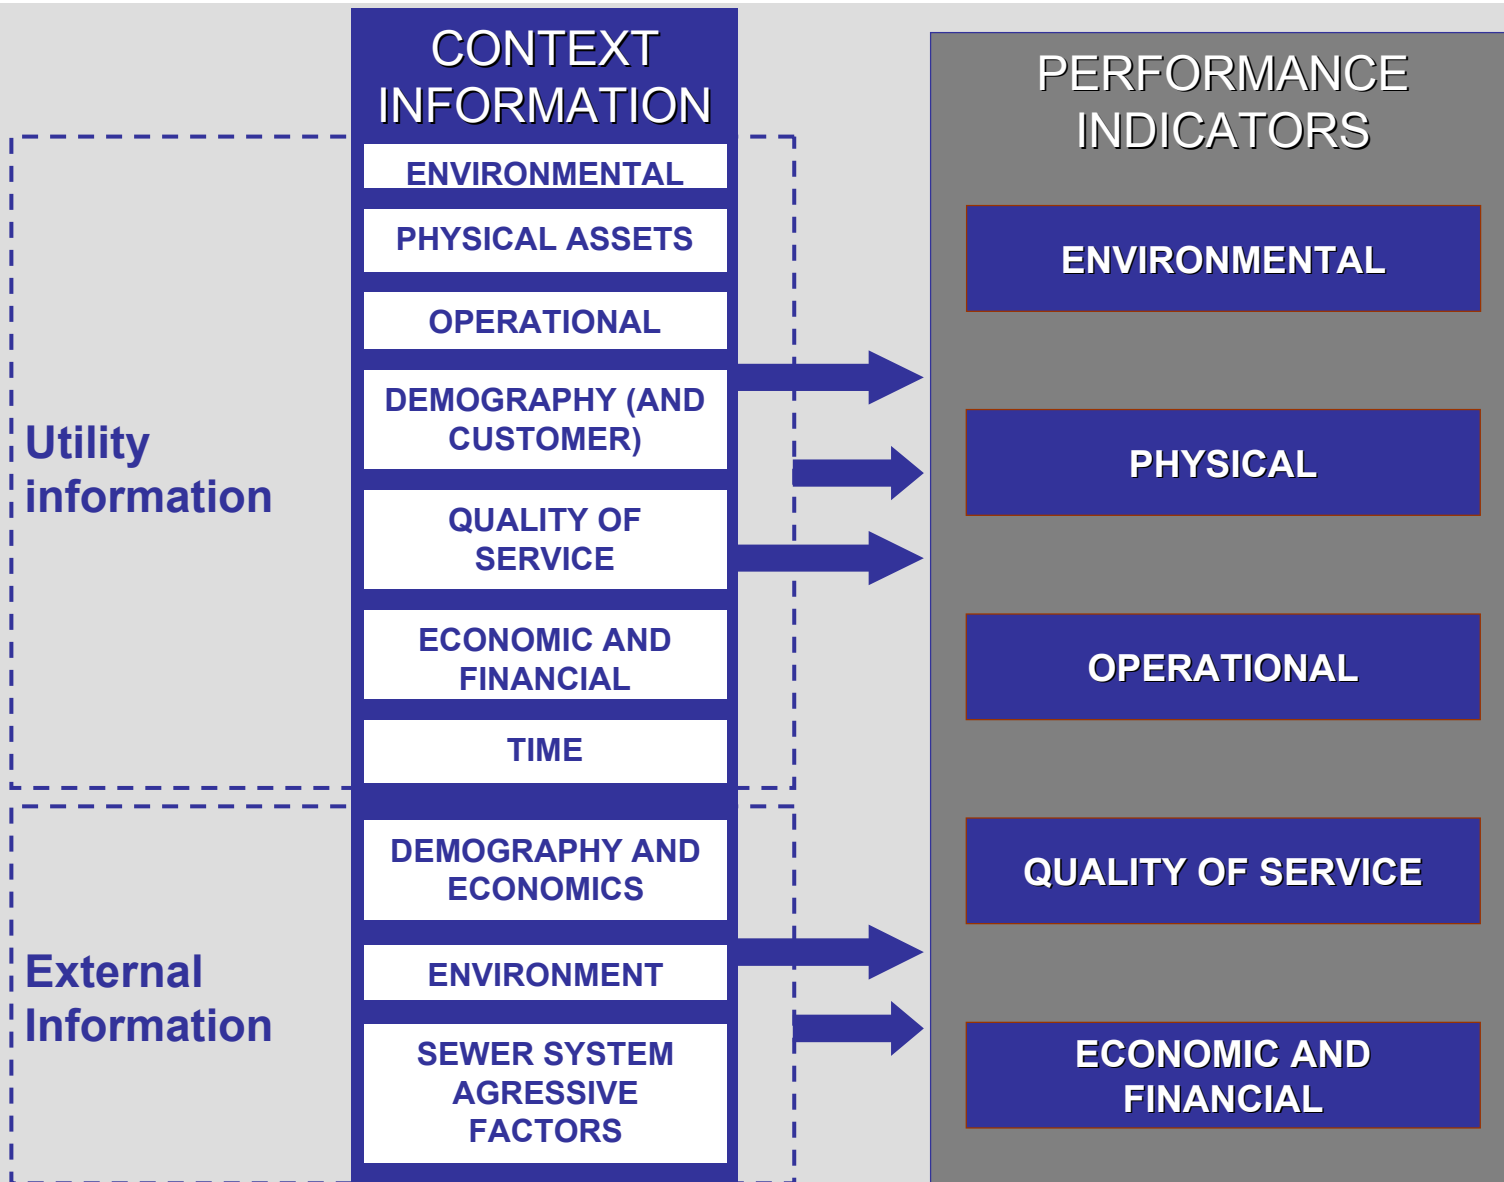 CONTEXT
INFORMATION
ENVIRONMENTAL
PHYSICAL ASSETS
OPERATIONAL
DEMOGRAPHY (AND
CUSTOMER)
QUALITY OF
SERVICE
ECONOMIC AND
FINANCIAL
TIME
DEMOGRAPHY AND
ECONOMICS
ENVIRONMENT
SEWER SYSTEM
AGRESSIVE
FACTORS
Utility
information
External
Information
PERFORMANCE
INDICATORS
ENVIRONMENTAL
PHYSICAL
OPERATIONAL
QUALITY OF SERVICE
ECONOMIC AND
FINANCIAL